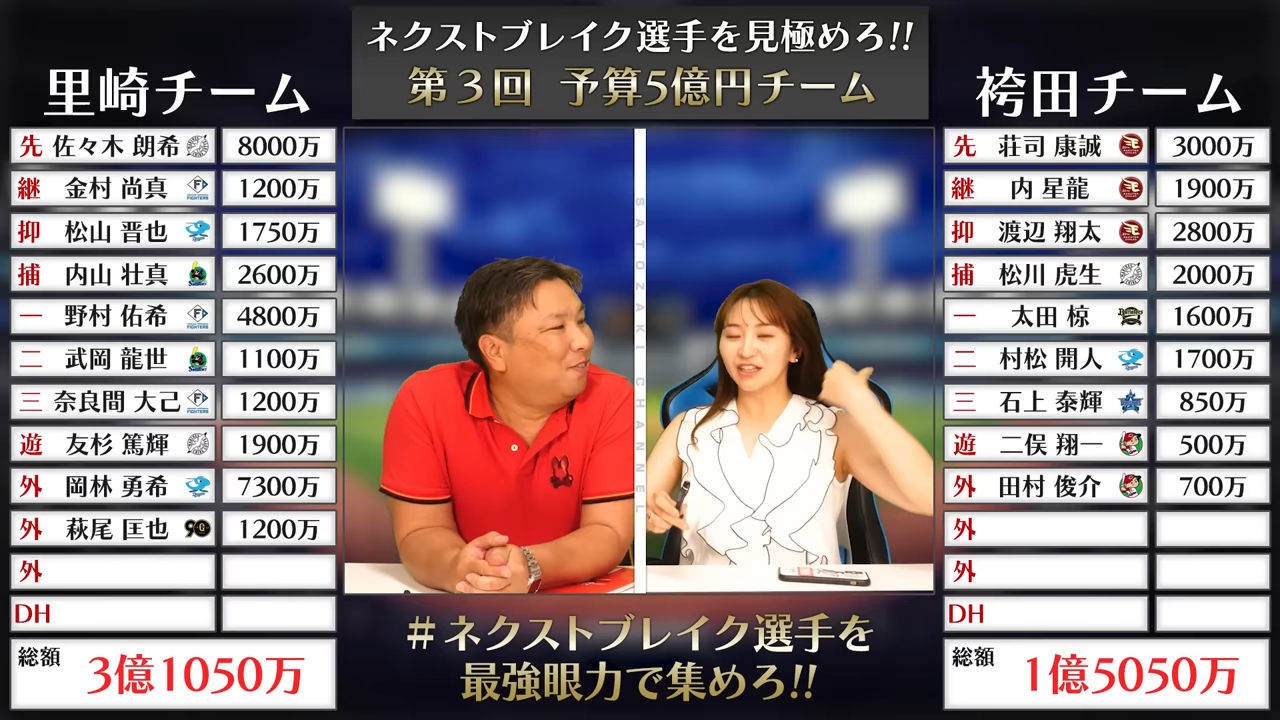 ネクストブレイク選手を見極めろ!!
第３回 予算5億円チーム
里崎チーム
先 佐々木 朗希 8000万
継 金村 尚真 1200万
抑 松山 晋也 1750万
捕 内山 壮真 2600万
一 野村 佑希 4800万
二 武岡 龍世 1100万
三 奈良間 大己 1200万
遊 友杉 篤輝 1900万
外 岡林 勇希 7300万
外 萩尾 匡也 1200万
外
DH
総額 3億1050万
SATOZAKI CHANNEL
袴田チーム
先 荘司 康誠 3000万
継 内 星龍 1900万
抑 渡辺 翔太 2800万
捕 松川 虎生 2000万
一 太田 椋 1600万
二 村松 開人 1700万
三 石上 泰輝 850万
遊 二俣 翔一 500万
外 田村 俊介 700万
外
外
DH
総額 1億5050万
＃ネクストブレイク選手を
最強眼力で集めろ!!